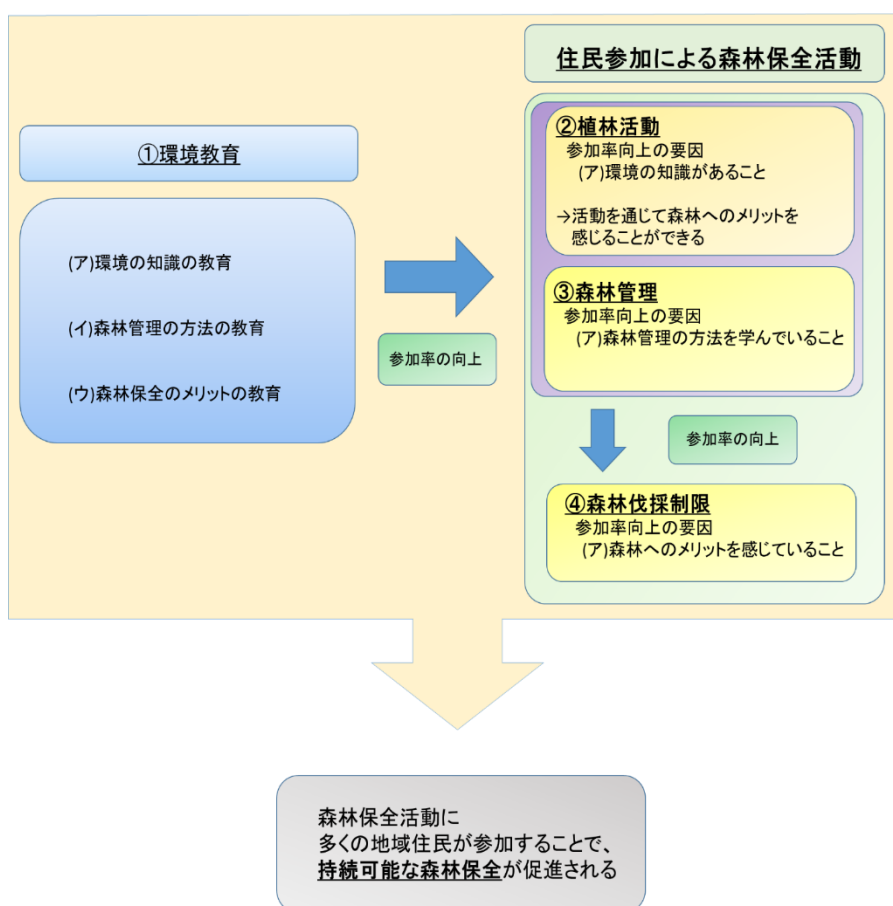 住民参加による森林保全活動
①環境教育
(ア)環境の知識の教育
(イ)森林管理の方法の教育
(ウ)森林保全のメリットの教育
参加率の向上
②植林活動
参加率向上の要因
(ア)環境の知識があること
→活動を通じて森林へのメリットを
感じることができる
③森林管理
参加率向上の要因
(ア)森林管理の方法を学んでいること
参加率の向上
④森林伐採制限
参加率向上の要因
(ア)森林へのメリットを感じていること
森林保全活動に
多くの地域住民が参加することで、
持続可能な森林保全が促進される